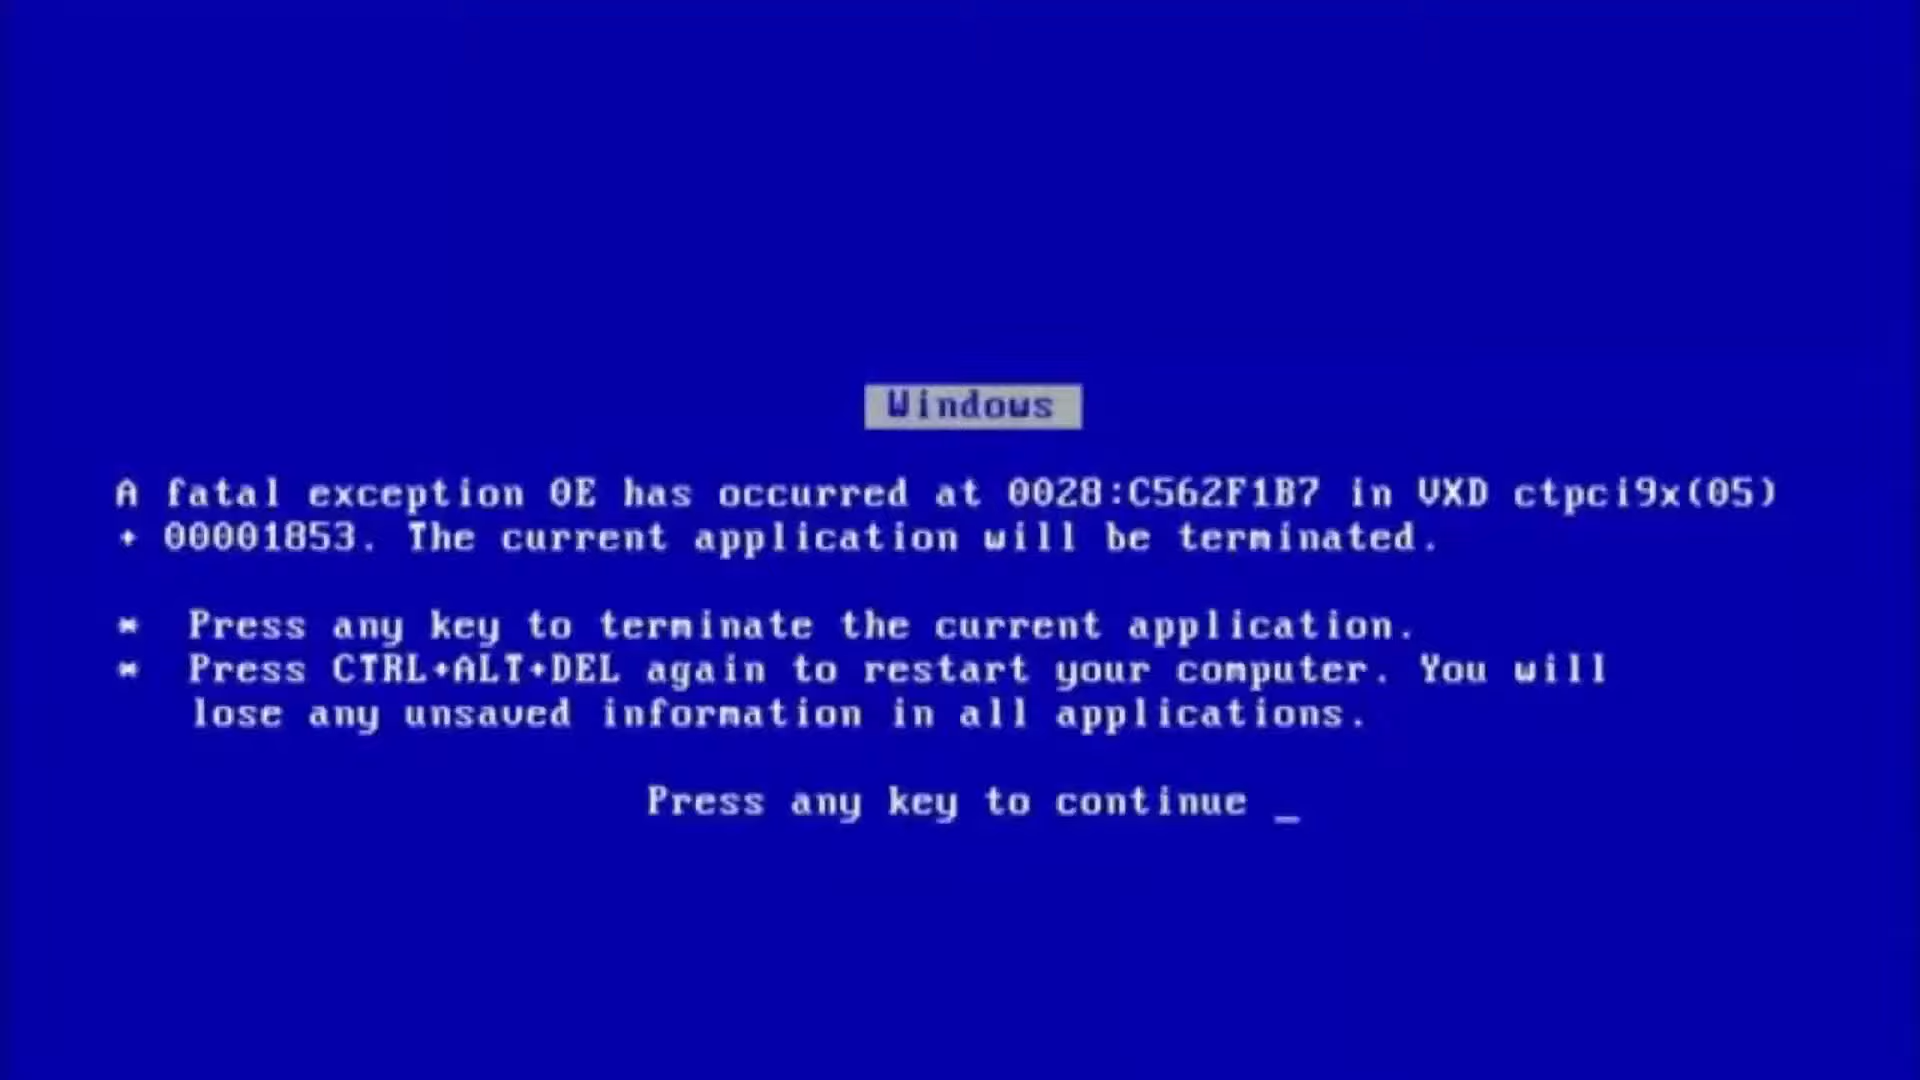 Windows
A fatal exception 0E has occurred at 0028:C562F1B7 in VXD ctpci9x(05)
+ 00001853. The current application will be terminated.
* Press any key to terminate the current application.
* Press CTRL+ALT+DEL again to restart your computer. You will
lose any unsaved information in all applications.
Press any key to continue _